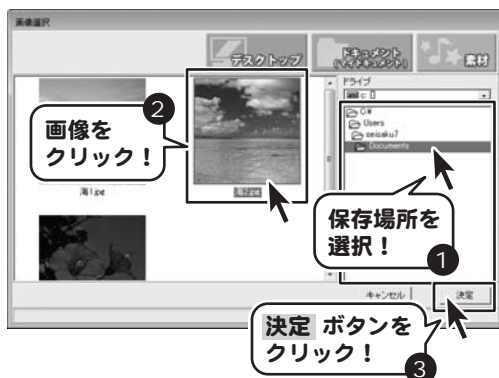 画像選択
デスクトップ
ドキュメント
(マイドキュメント)
素材
ドライブ
c: []
C:¥
Users
seisaku7
Documents
海1.jpe
海2.jpe
キャンセル
決定
2
画像を
クリック！
保存場所を
選択！
1
決定 ボタンを
クリック！
3